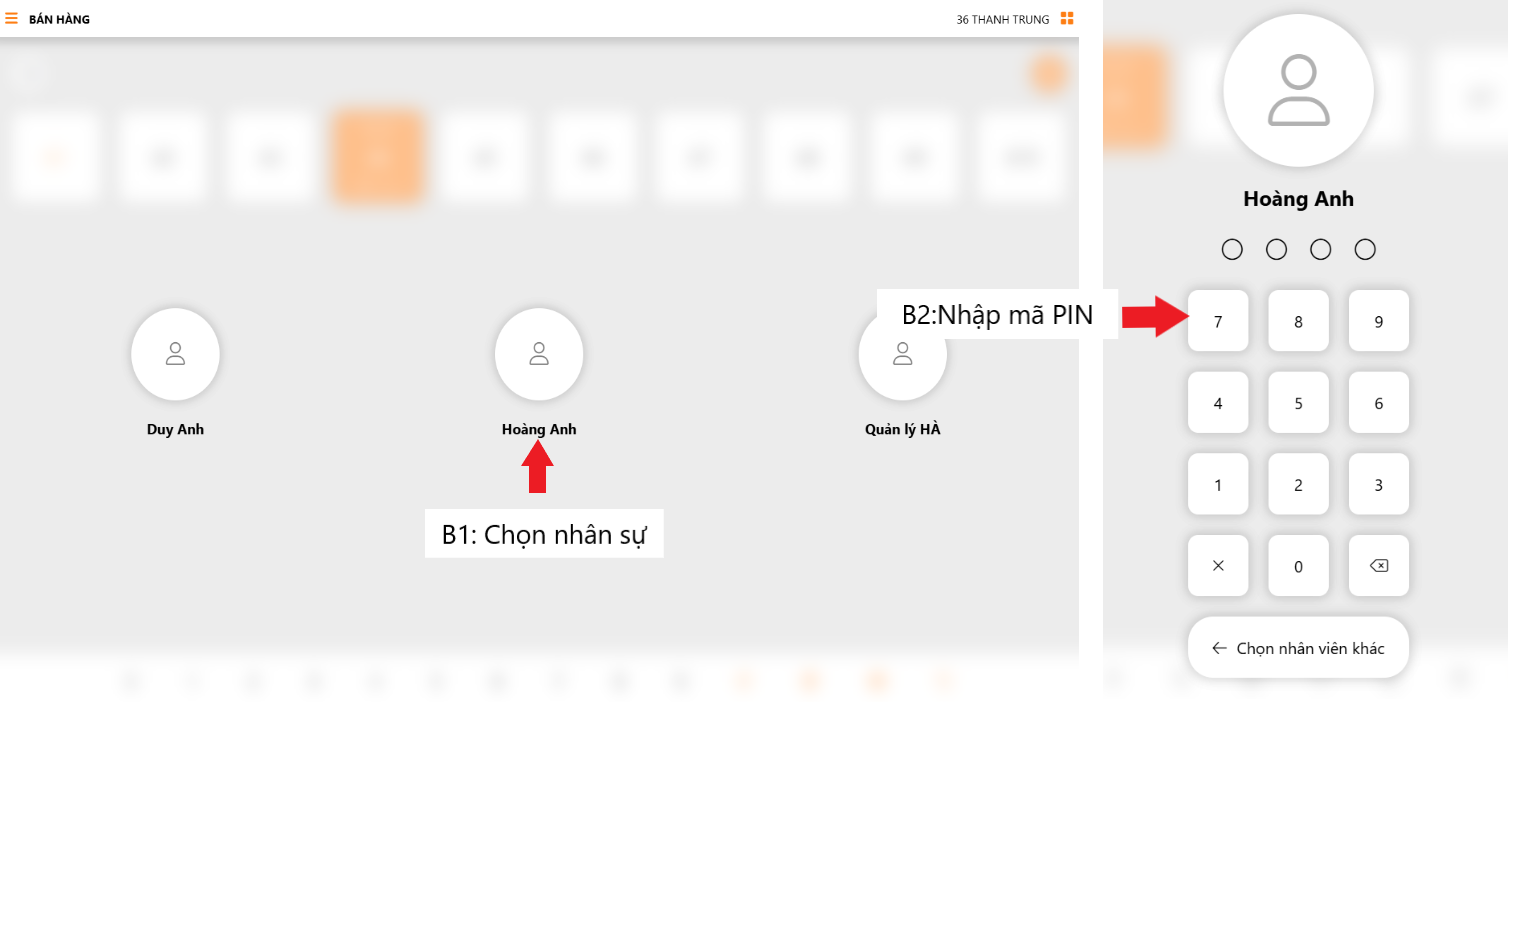 BÁN HÀNG
36 THANH TRUNG
Duy Anh
Hoàng Anh
Quản lý HÀ
B1: Chọn nhân sự
B2:Nhập mã PIN
Hoàng Anh
7 8 9
4 5 6
1 2 3
0
Chọn nhân viên khác